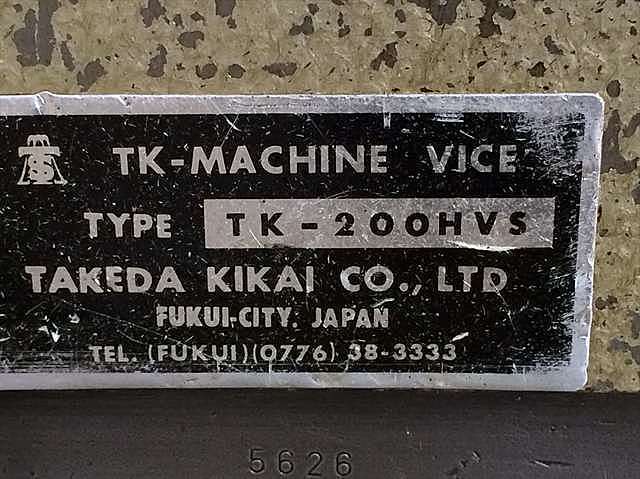 TK-MACHINE VICE
TYPE TK-200HVS
TAKEDA KIKAI CO., LTD
FUKUI-CITY. JAPAN
TEL. (FUKUI)(0776) 38-3333
5626